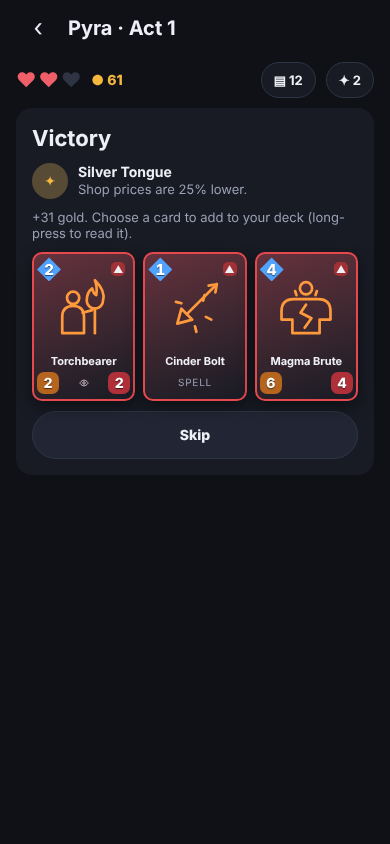 Pyra · Act 1
61
12
2
Victory
Silver Tongue
Shop prices are 25% lower.
+31 gold. Choose a card to add to your deck (long-
press to read it).
2
1
4
Torchbearer
Cinder Bolt
Magma Brute
2
2
SPELL
6
4
Skip